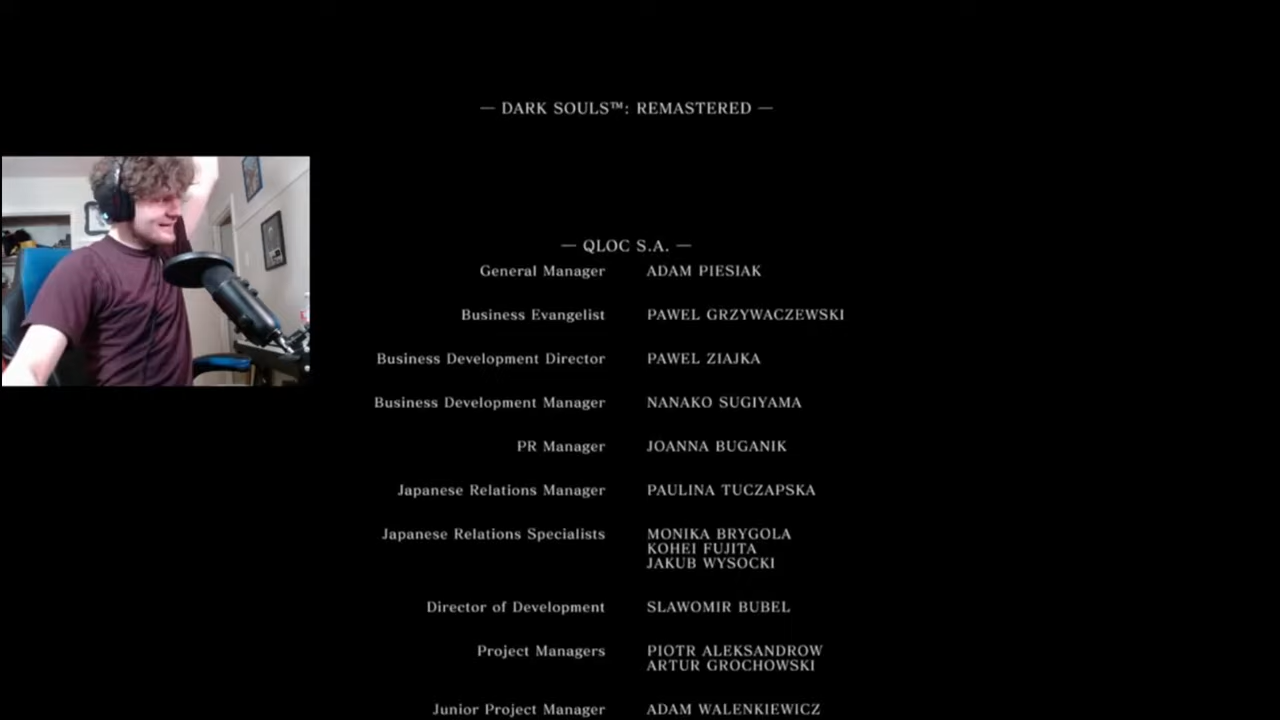 — DARK SOULS™: REMASTERED —
— QLOC S.A. —
General Manager ADAM PIESIAK
Business Evangelist PAWEL GRZYWACZEWSKI
Business Development Director PAWEL ZIAJKA
Business Development Manager NANAKO SUGIYAMA
PR Manager JOANNA BUGANIK
Japanese Relations Manager PAULINA TUCZAPSKA
Japanese Relations Specialists MONIKA BRYGOLA
KOHEI FUJITA
JAKUB WYSOCKI
Director of Development SLAWOMIR BUBEL
Project Managers PIOTR ALEKSANDROW
ARTUR GROCHOWSKI
Junior Project Manager ADAM WALENKIEWICZ